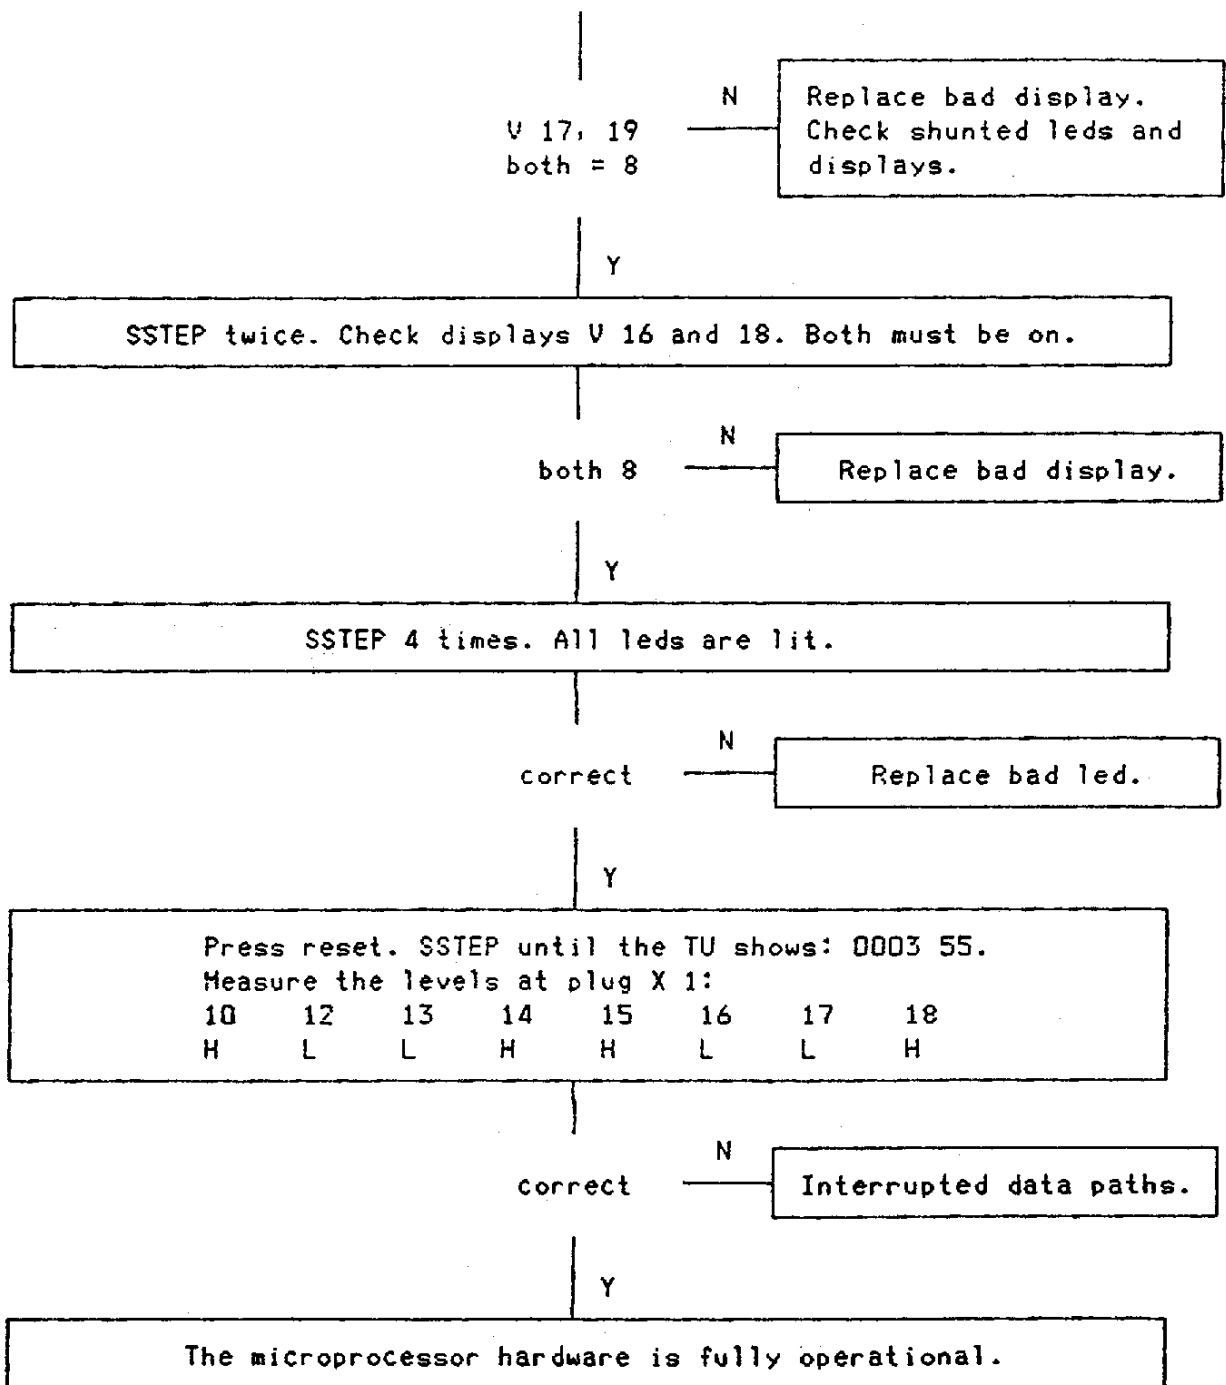 N
Replace bad display.
Check shunted leds and
displays.
V 17, 19
both = 8
Y
SSTEP twice. Check displays V 16 and 18. Both must be on.
N
both 8
Replace bad display.
Y
SSTEP 4 times. All leds are lit.
N
correct
Replace bad led.
Y
Press reset. SSTEP until the TU shows: 0003 55.
Measure the levels at plug X 1:
10 12 13 14 15 16 17 18
H L L H H L L H
N
correct
Interrupted data paths.
Y
The microprocessor hardware is fully operational.